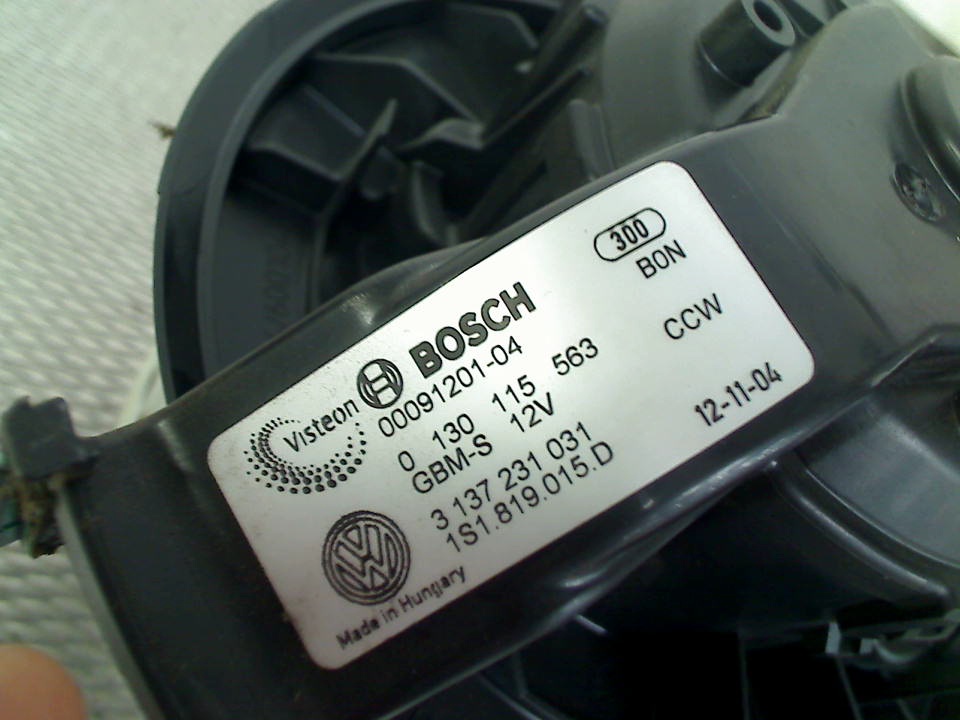 300
B0N
BOSCH
Visteon
00091201-04
0 130 115 563
CCW
GBM-S 12V
12-11-04
3 137 231 031
1S1.819.015.D
Made in Hungary